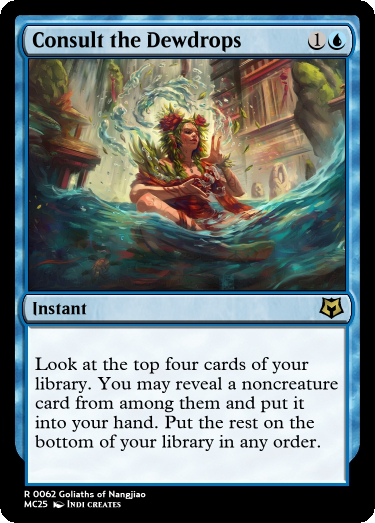 Consult the Dewdrops 1
Instant
Look at the top four cards of your
library. You may reveal a noncreature
card from among them and put it
into your hand. Put the rest on the
bottom of your library in any order.
R 0062 Goliaths of Nangjiao
MC25 INDI CREATES